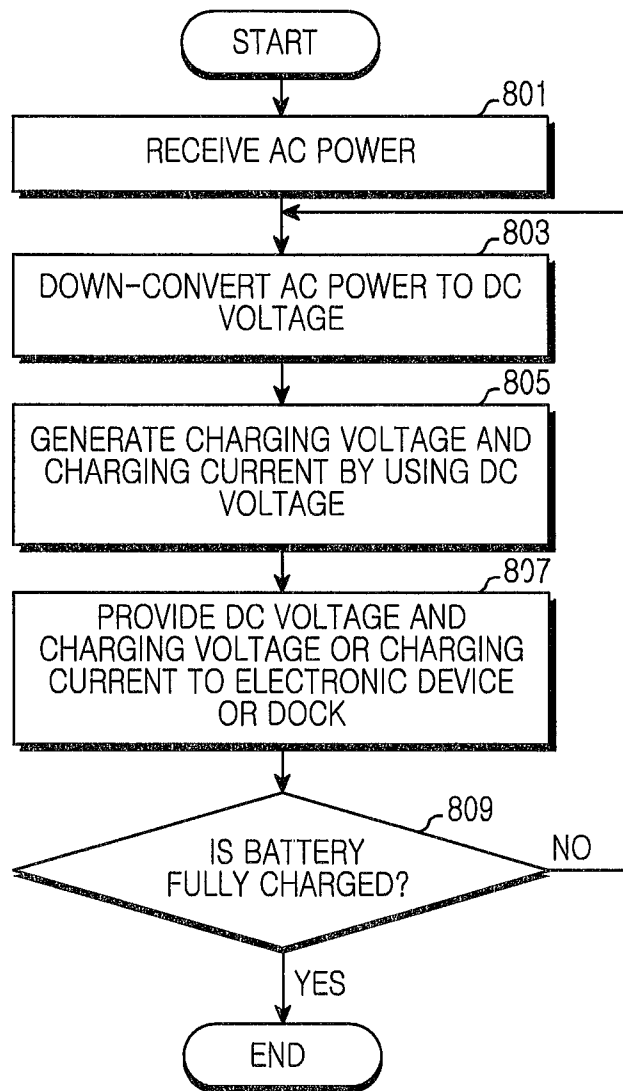 START
801
RECEIVE AC POWER
803
DOWN-CONVERT AC POWER TO DC
VOLTAGE
805
GENERATE CHARGING VOLTAGE AND
CHARGING CURRENT BY USING DC
VOLTAGE
807
PROVIDE DC VOLTAGE AND
CHARGING VOLTAGE OR CHARGING
CURRENT TO ELECTRONIC DEVICE
OR DOCK
809
IS BATTERY
FULLY CHARGED?
NO
YES
END